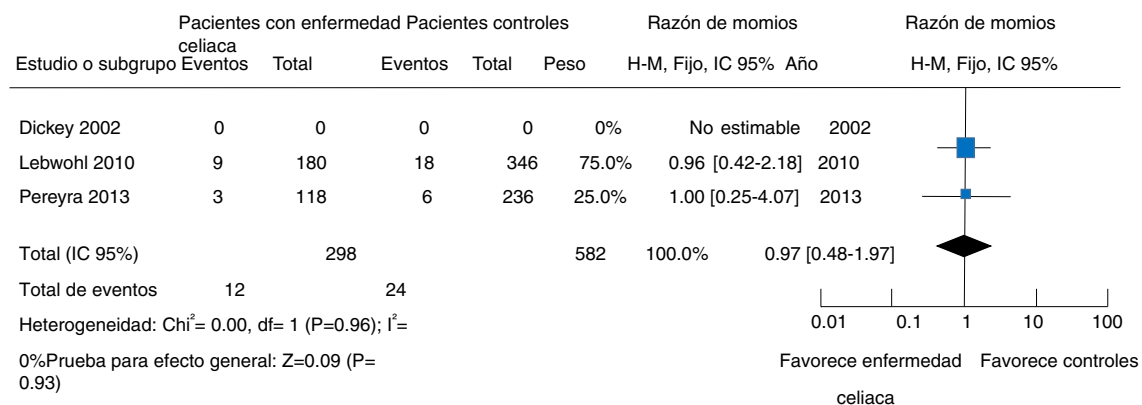 Pacientes con enfermedad Pacientes controles Razón de momios Razón de momios
celiaca
Estudio o subgrupo Eventos Total Eventos Total Peso H-M, Fijo, IC 95% Año H-M, Fijo, IC 95%
Dickey 2002 0 0 0 0 0% No estimable 2002
Lebwohl 2010 9 180 18 346 75.0% 0.96 [0.42-2.18] 2010
Pereyra 2013 3 118 6 236 25.0% 1.00 [0.25-4.07] 2013
Total (IC 95%) 298 582 100.0% 0.97 [0.48-1.97]
Total de eventos 12 24
Heterogeneidad: Chi²= 0.00, df= 1 (P=0.96); I²=
0%Prueba para efecto general: Z=0.09 (P=
0.93)
0.01 0.1 1 10 100
Favorece enfermedad Favorece controles
celiaca